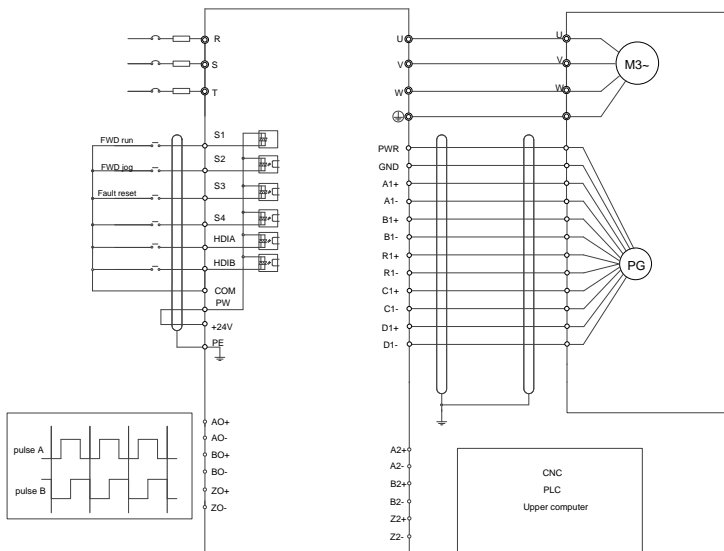 R
S
T
U
V
W
U
V
W
M3~
S1
FWD run
S2
FWD jog
S3
Fault reset
S4
HDIA
HDIB
COM
PW
+24V
PE
PWR
GND
A1+
A1-
B1+
B1-
R1+
R1-
C1+
C1-
D1+
D1-
PG
pulse A
pulse B
AO+
AO-
BO+
BO-
ZO+
ZO-
A2+
A2-
B2+
B2-
Z2+
Z2-
CNC
PLC
Upper computer